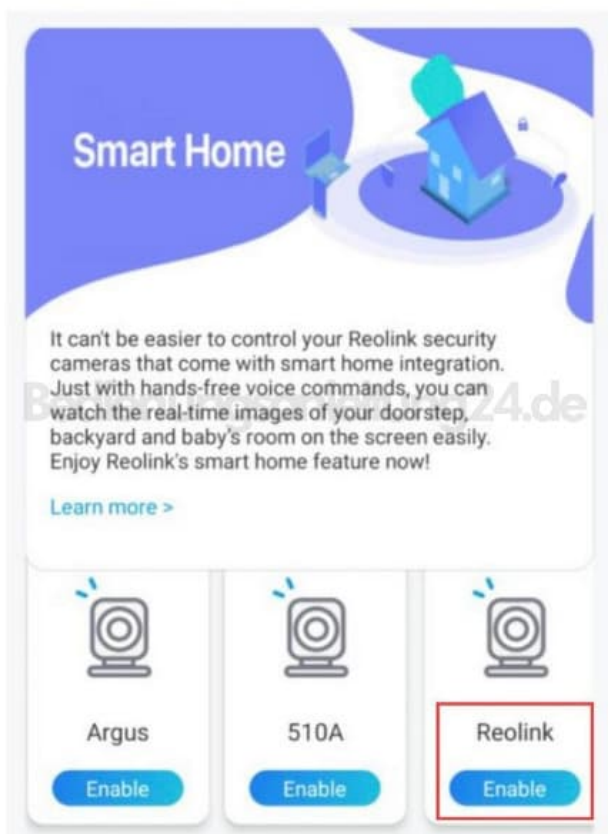 Smart Home
It can't be easier to control your Reolink security
cameras that come with smart home integration.
Just with hands-free voice commands, you can
watch the real-time images of your doorstep,
backyard and baby's room on the screen easily.
Enjoy Reolink's smart home feature now!
Learn more >
Argus
510A
Reolink
Enable
Enable
Enable